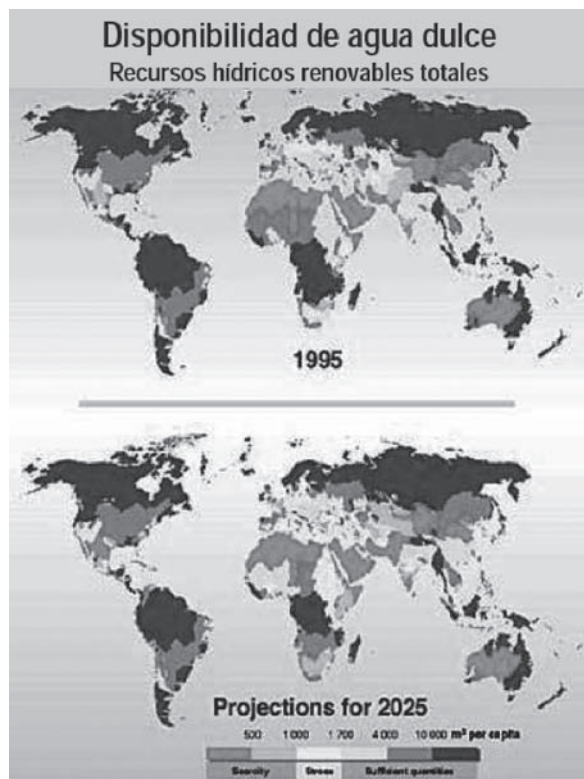 Disponibilidad de agua dulce
Recursos hídricos renovables totales
1995
Projections for 2025
500 1 000 1 700 4 000 10 000 m³ per capita
Scarcity Stress Sufficient quantities